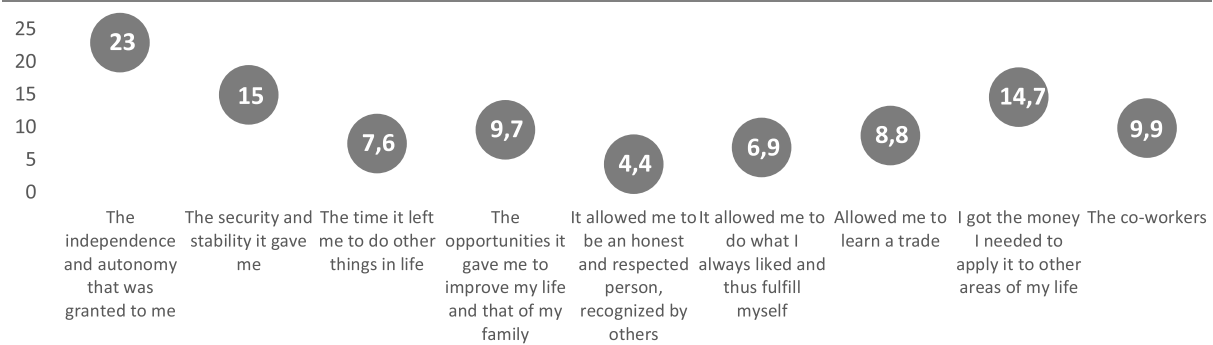 25
20
15
10
5
0
23
15
7,6
9,7
4,4
6,9
8,8
14,7
9,9
The
independence
and autonomy
that was
granted to me
The security and
stability it gave
me
The time it left
me to do other
things in life
The
opportunities it
gave me to
improve my life
and that of my
family
It allowed me to
be an honest
and respected
person,
recognized by
others
It allowed me to
do what I
always liked and
thus fulfill
myself
Allowed me to
learn a trade
I got the money
I needed to
apply it to other
areas of my life
The co-workers